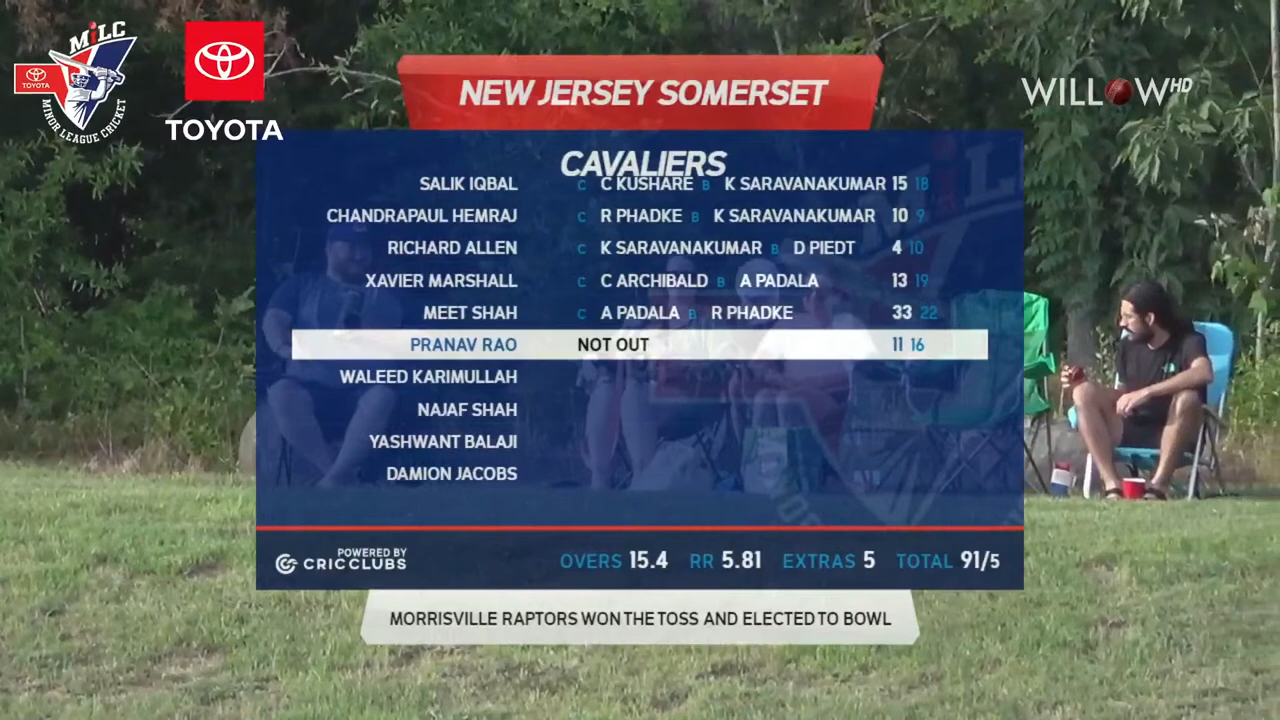 MiLC
TOYOTA
MINOR LEAGUE CRICKET
TOYOTA
WILLOW HD
NEW JERSEY SOMERSET
CAVALIERS
SALIK IQBAL C C KUSHARE B K SARAVANAKUMAR 15 18
CHANDRAPAUL HEMRAJ C R PHADKE B K SARAVANAKUMAR 10 9
RICHARD ALLEN C K SARAVANAKUMAR B D PIEDT 4 10
XAVIER MARSHALL C C ARCHIBALD B A PADALA 13 19
MEET SHAH C A PADALA B R PHADKE 33 22
PRANAV RAO NOT OUT 11 16
WALEED KARIMULLAH
NAJAF SHAH
YASHWANT BALAJI
DAMION JACOBS
POWERED BY
CRICCLUBS
OVERS 15.4 RR 5.81 EXTRAS 5 TOTAL 91/5
MORRISVILLE RAPTORS WON THE TOSS AND ELECTED TO BOWL